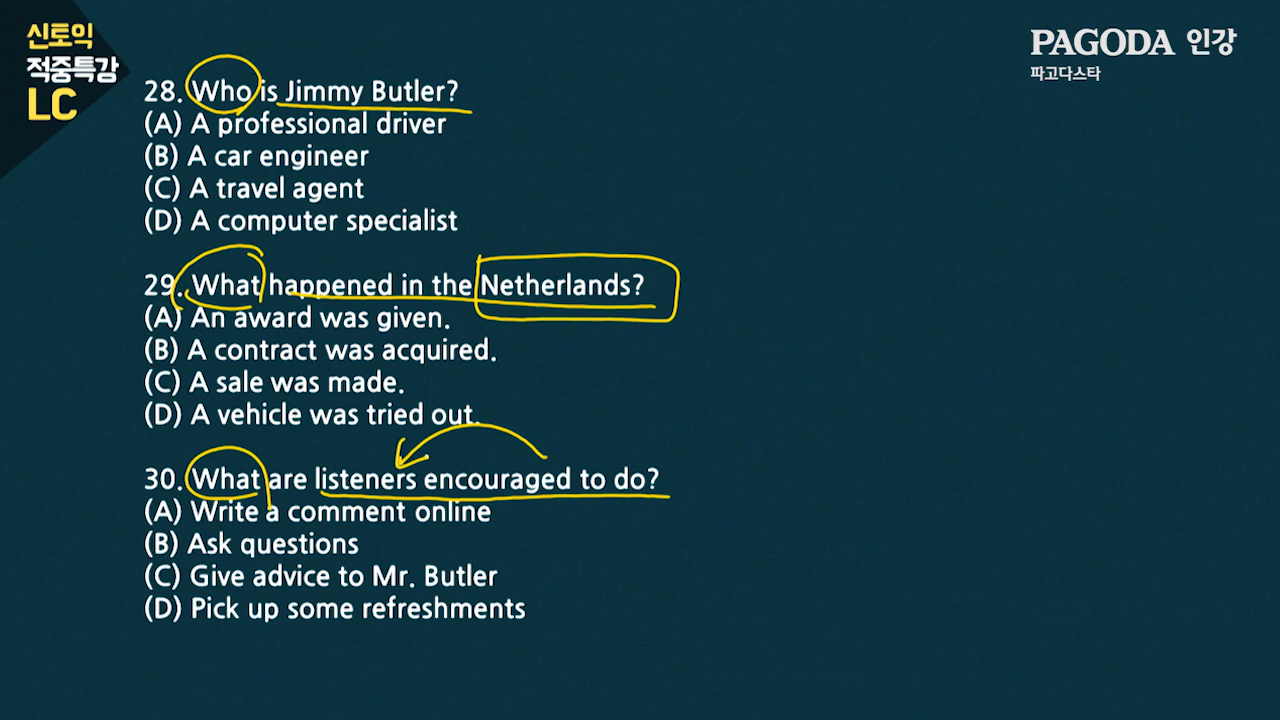 신토익
적중특강
LC
PAGODA 인강
파고다스타
28. Who is Jimmy Butler?
(A) A professional driver
(B) A car engineer
(C) A travel agent
(D) A computer specialist
29. What happened in the Netherlands?
(A) An award was given.
(B) A contract was acquired.
(C) A sale was made.
(D) A vehicle was tried out.
30. What are listeners encouraged to do?
(A) Write a comment online
(B) Ask questions
(C) Give advice to Mr. Butler
(D) Pick up some refreshments